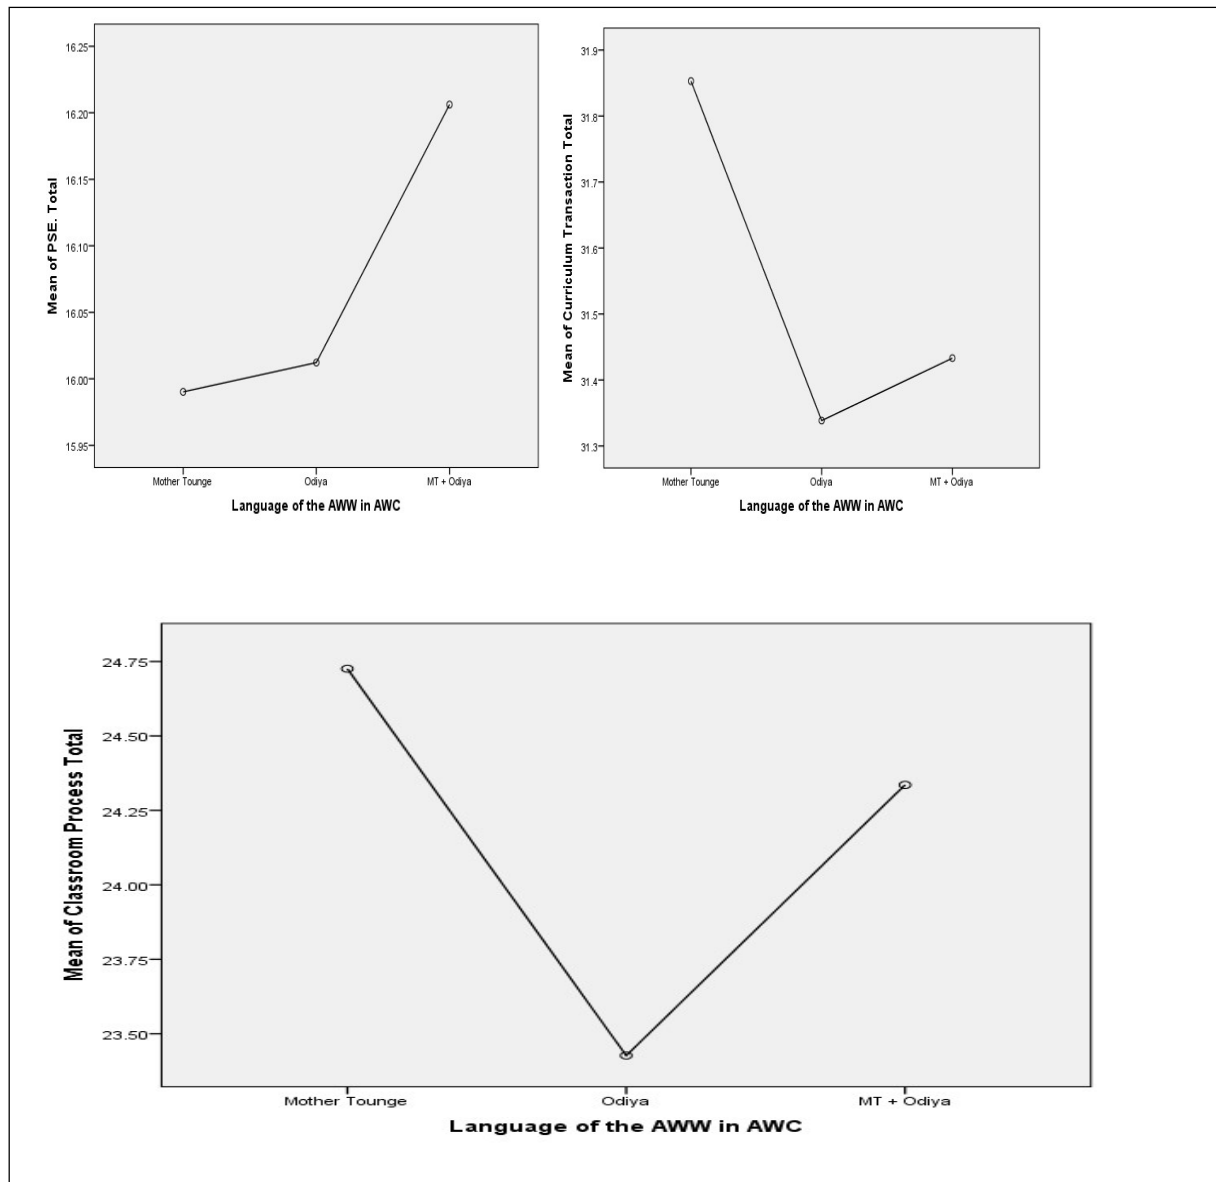 Mean of PSE. Total
16.25
16.20
16.15
16.10
16.05
16.00
15.95
Mother Tounge Odiya MT + Odiya
Language of the AWW in AWC
Mean of Curriculum Transaction Total
31.9
31.8
31.7
31.6
31.5
31.4
31.3
Mother Tounge Odiya MT + Odiya
Language of the AWW in AWC
Mean of Classroom Process Total
24.75
24.50
24.25
24.00
23.75
23.50
Mother Tounge Odiya MT + Odiya
Language of the AWW in AWC